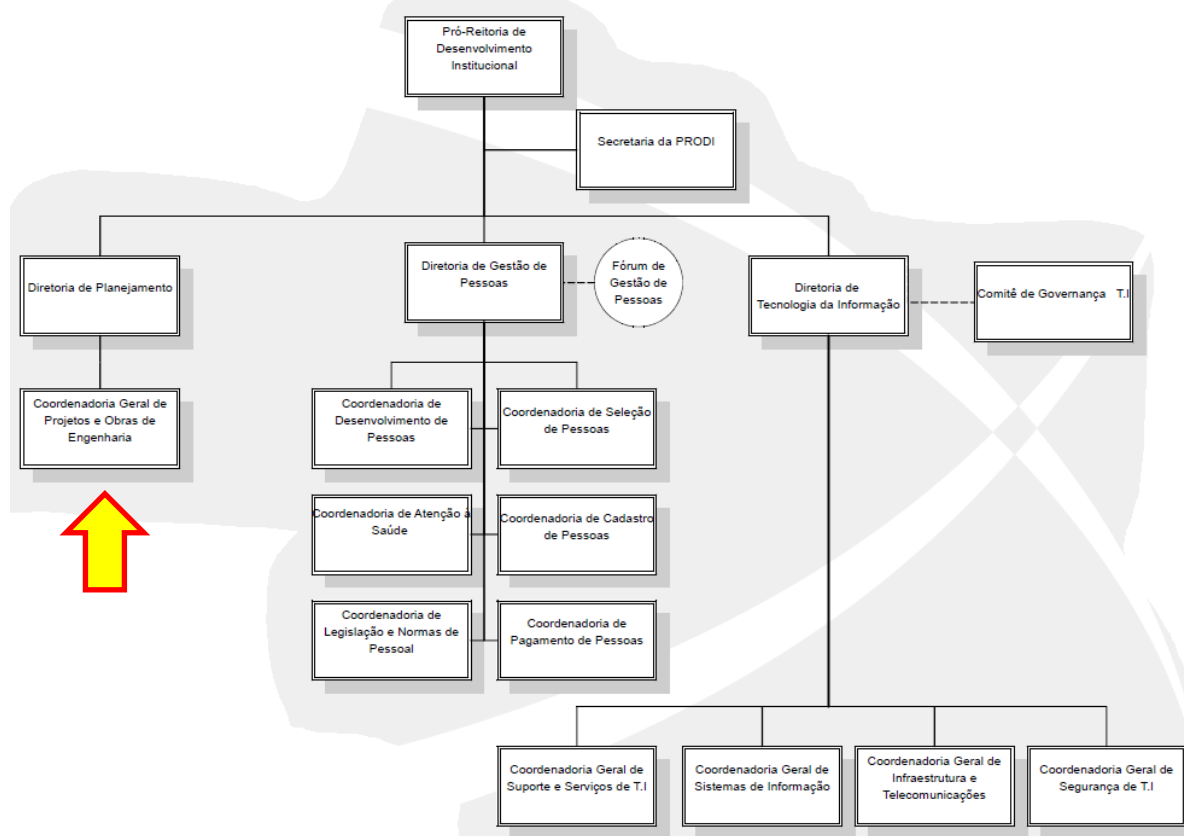 Pró-Reitoria de
Desenvolvimento
Institucional
Secretaria da PRODI
Diretoria de Planejamento
Diretoria de Gestão de
Pessoas
Fórum de
Gestão de
Pessoas
Diretoria de
Tecnologia da Informação
Comitê de Governança T.I
Coordenadoria Geral de
Projetos e Obras de
Engenharia
Coordenadoria de
Desenvolvimento de
Pessoas
Coordenadoria de Seleção
de Pessoas
Coordenadoria de Atenção à
Saúde
Coordenadoria de Cadastro
de Pessoas
Coordenadoria de
Legislação e Normas de
Pessoal
Coordenadoria de
Pagamento de Pessoas
Coordenadoria Geral de
Suporte e Serviços de T.I
Coordenadoria Geral de
Sistemas de Informação
Coordenadoria Geral de
Infraestrutura e
Telecomunicações
Coordenadoria Geral de
Segurança de T.I